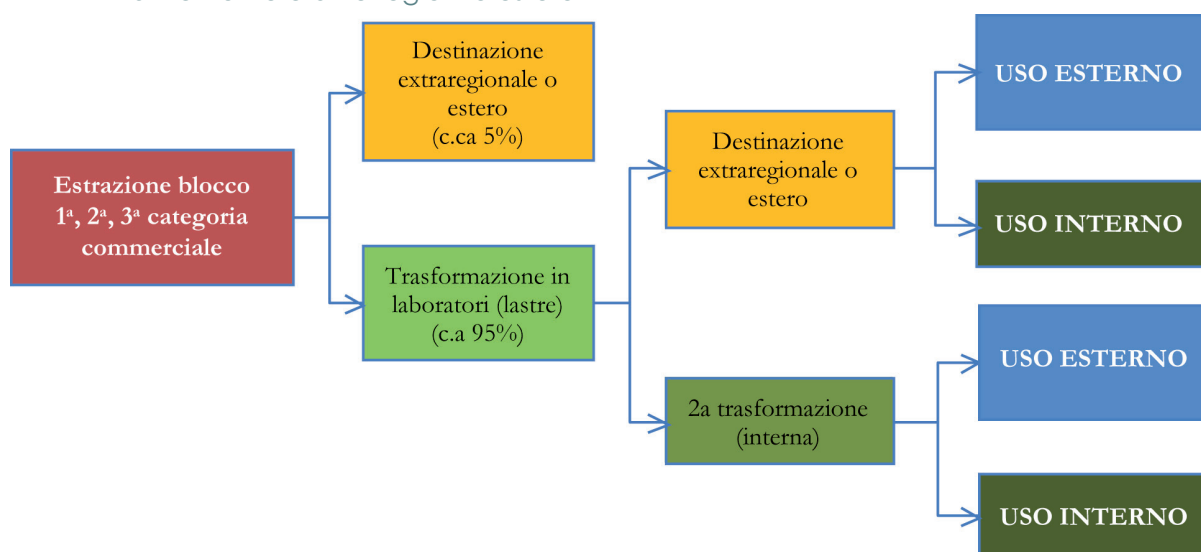 Destinazione
extraregionale o
estero
(c.ca 5%)
USO ESTERNO
Destinazione
extraregionale o
estero
Estrazione blocco
1ª, 2ª, 3ª categoria
commerciale
USO INTERNO
Trasformazione in
laboratori (lastre)
(c.a 95%)
USO ESTERNO
2a trasformazione
(interna)
USO INTERNO